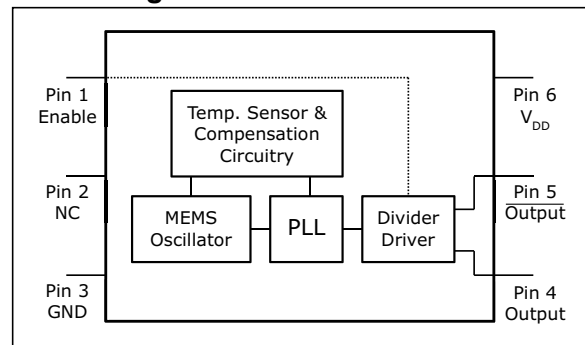 Pin 1
Enable
Pin 2
NC
Pin 3
GND
Temp. Sensor &
Compensation
Circuitry
MEMS
Oscillator
PLL
Divider
Driver
Pin 6
VDD
Pin 5
Output
Pin 4
Output